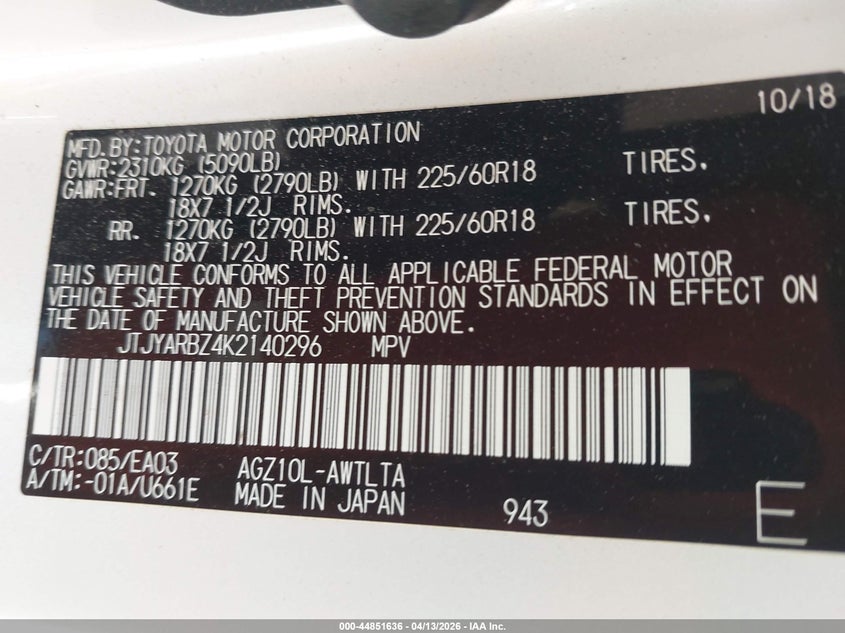 10/18
MFD.BY:TOYOTA MOTOR CORPORATION
GVWR:2310KG (5090LB)
GAWR:FRT. 1270KG (2790LB) WITH 225/60R18 TIRES,
18X7 1/2J RIMS.
RR. 1270KG (2790LB) WITH 225/60R18 TIRES,
18X7 1/2J RIMS.
THIS VEHICLE CONFORMS TO ALL APPLICABLE FEDERAL MOTOR
VEHICLE SAFETY AND THEFT PREVENTION STANDARDS IN EFFECT ON
THE DATE OF MANUFACTURE SHOWN ABOVE.
JTJYARBZ4K2140296 MPV
C/TR:085/EA03 AGZ10L-AWTLTA
A/TM:-01A/U661E MADE IN JAPAN 943 E
000-44851636 - 04/13/2026 - IAA Inc.